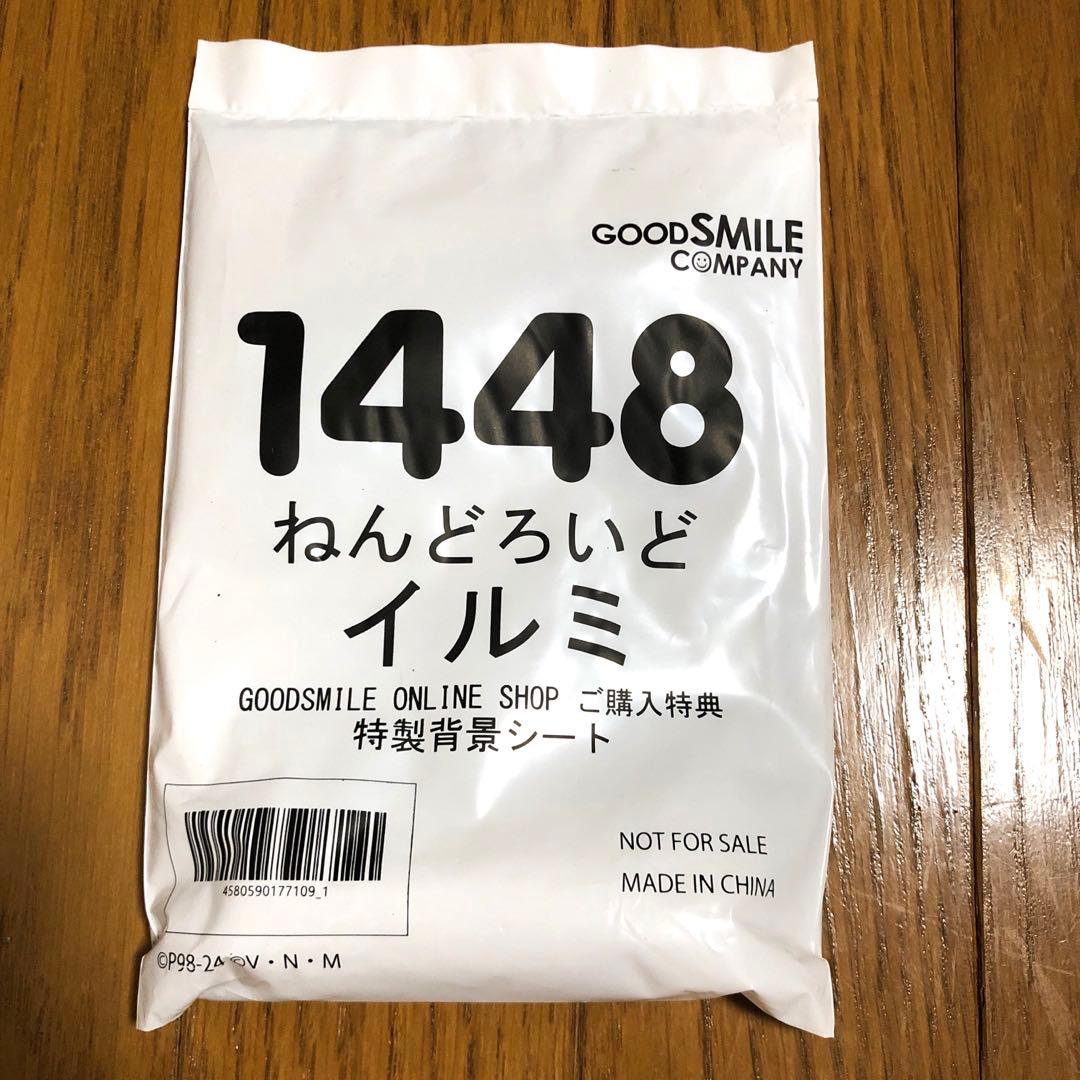 GOODSMILE
COMPANY
1448
ねんどろいど
イルミ
GOODSMILE ONLINE SHOP ご購入特典
特製背景シート
NOT FOR SALE
4580590177109_1
MADE IN CHINA
©P98-24 ©V・N・M